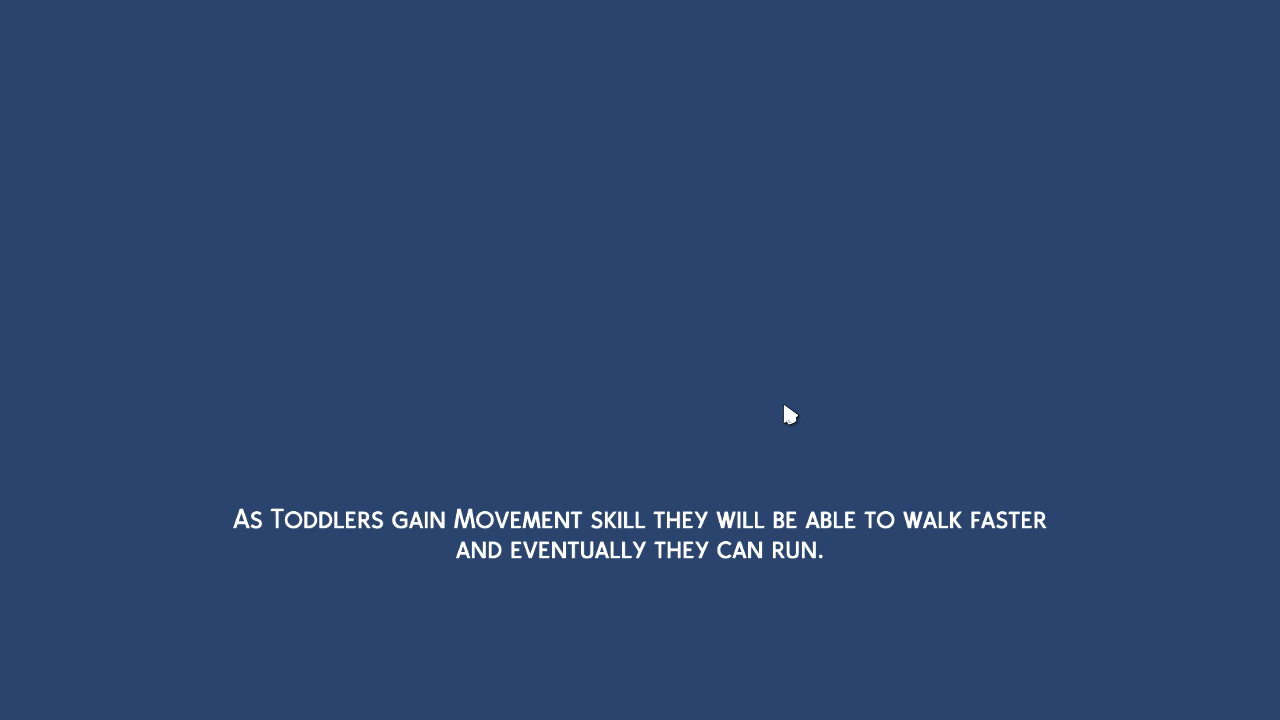 As Toddlers gain Movement skill they will be able to walk faster
and eventually they can run.